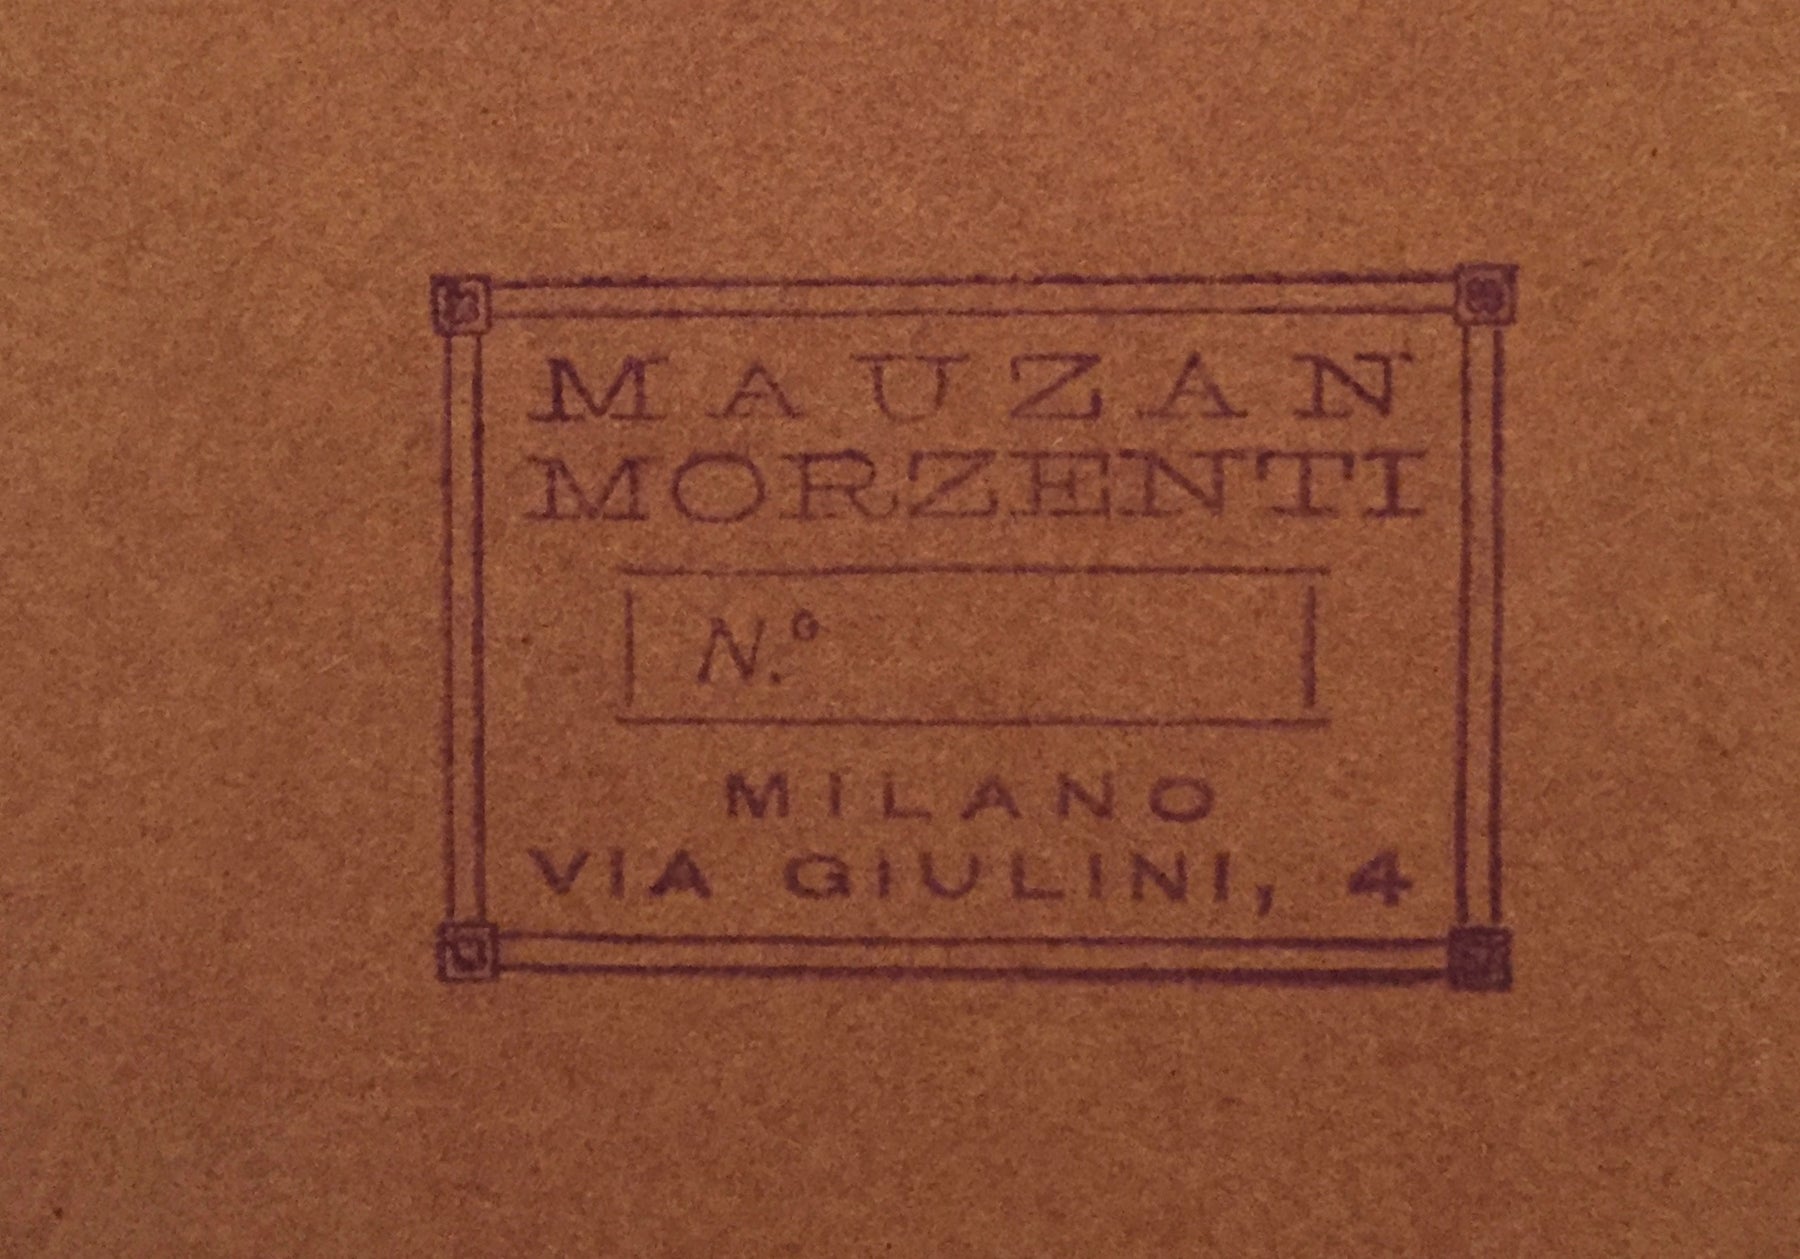 MAUZAN
MORZENTI
N.º
MILANO
VIA GIULINI, 4